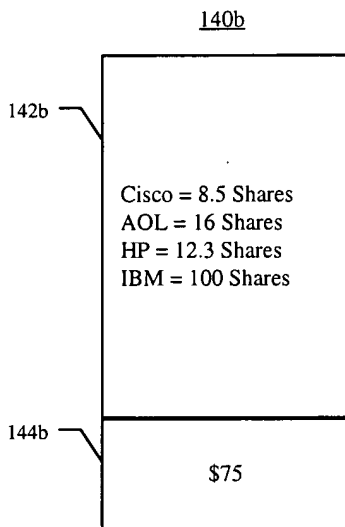 140b
142b
Cisco = 8.5 Shares
AOL = 16 Shares
HP = 12.3 Shares
IBM = 100 Shares
144b
$75